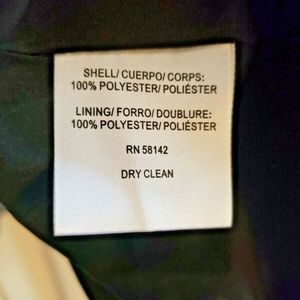 SHELL/ CUERPO/ CORPS:
100% POLYESTER/ POLIÉSTER
LINING/ FORRO/ DOUBLURE:
100% POLYESTER/ POLIÉSTER
RN 58142
DRY CLEAN